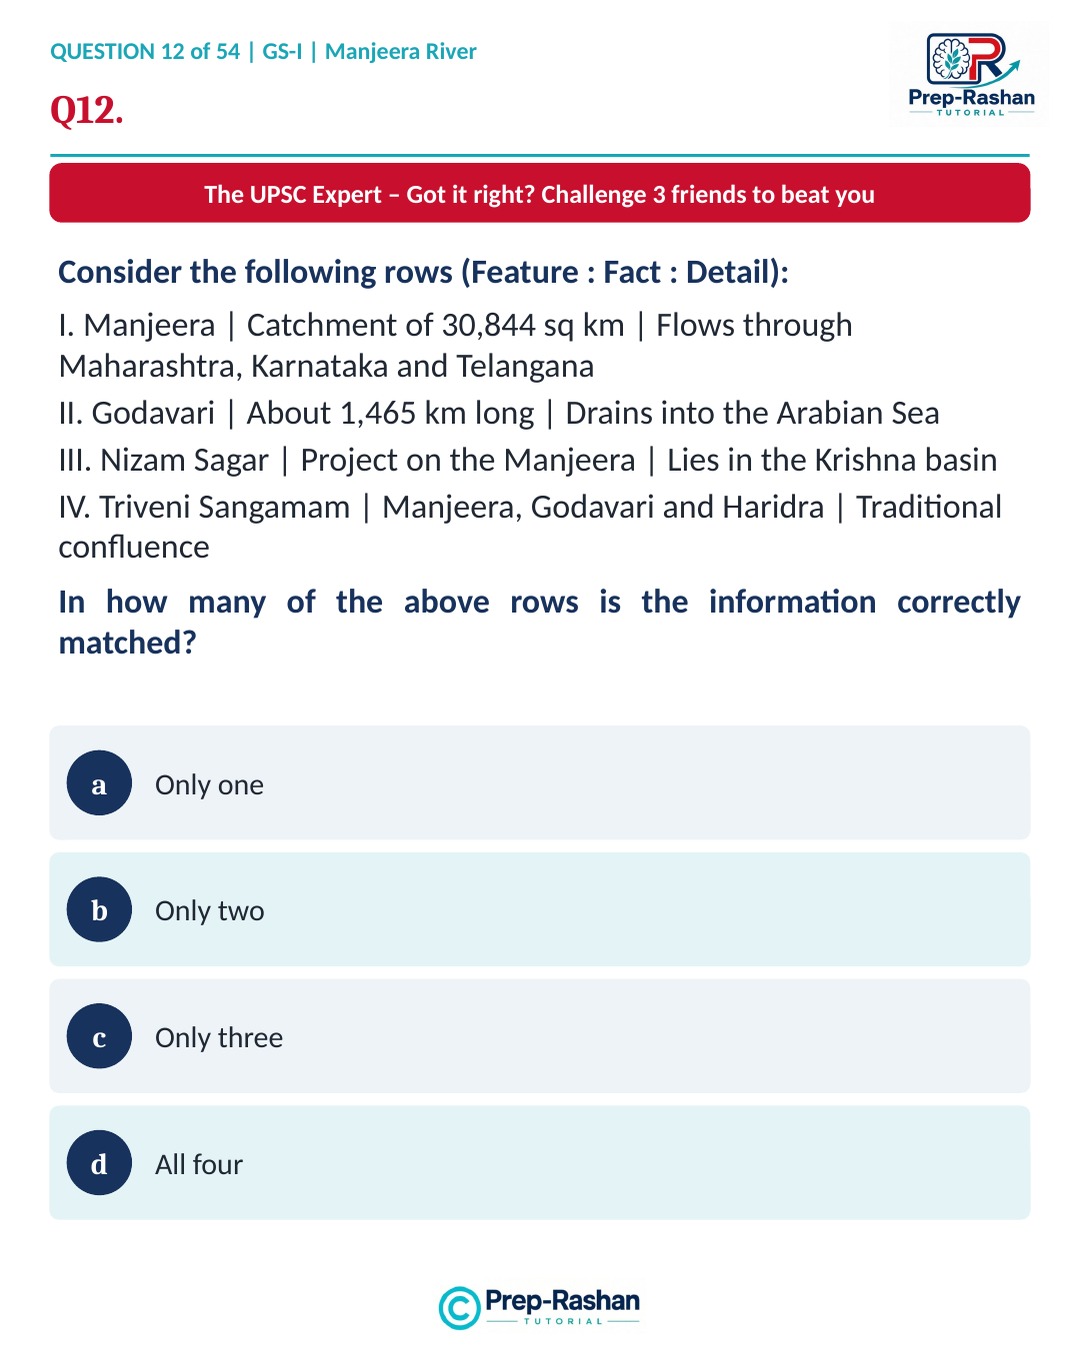 QUESTION 12 of 54 | GS-I | Manjeera River
Prep-Rashan
TUTORIAL
Q12.
The UPSC Expert – Got it right? Challenge 3 friends to beat you
Consider the following rows (Feature : Fact : Detail):
I. Manjeera | Catchment of 30,844 sq km | Flows through
Maharashtra, Karnataka and Telangana
II. Godavari | About 1,465 km long | Drains into the Arabian Sea
III. Nizam Sagar | Project on the Manjeera | Lies in the Krishna basin
IV. Triveni Sangamam | Manjeera, Godavari and Haridra | Traditional
confluence
In how many of the above rows is the information correctly
matched?
a Only one
b Only two
c Only three
d All four
© Prep-Rashan
TUTORIAL